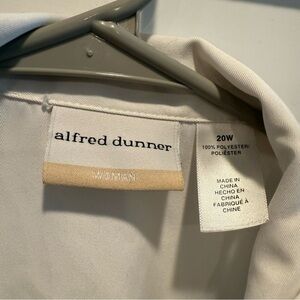 alfred dunner
WOMAN
20W
100% POLYESTER/
POLIÉSTER
MADE IN
CHINA
HECHO EN
CHINA
FABRIQUÉ À
CHINE